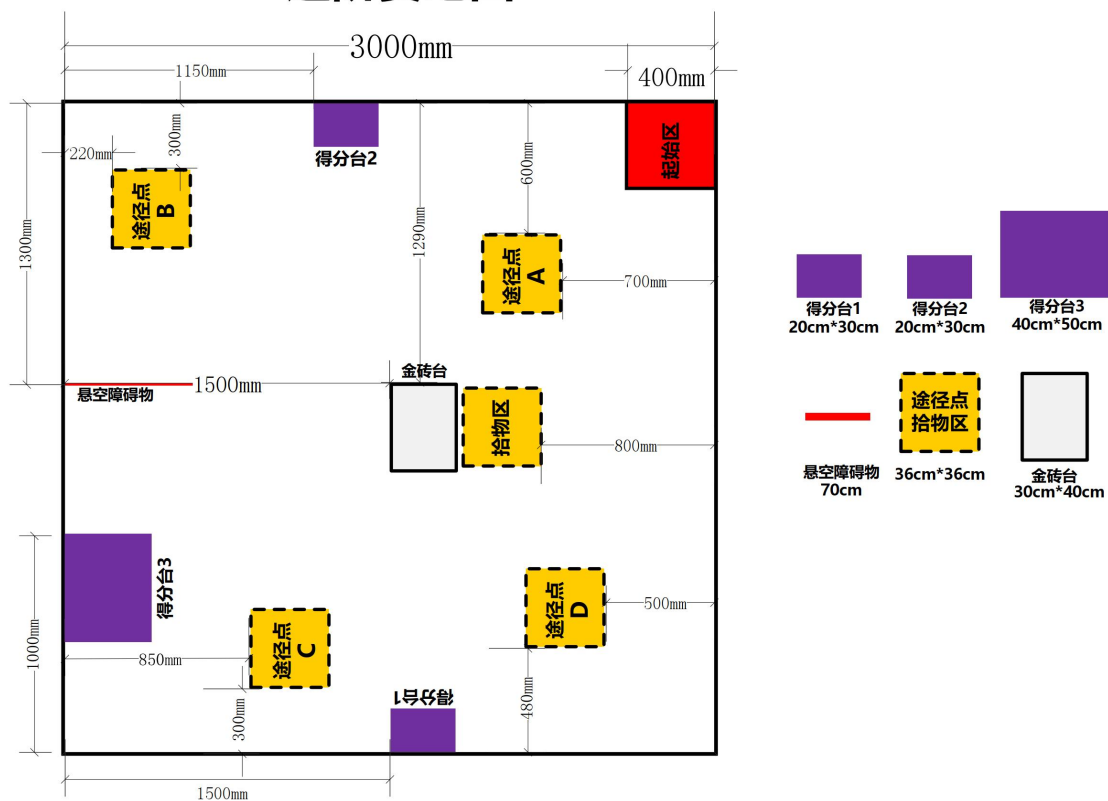 3000mm
1150mm
400mm
220mm
300mm
得分台2
起始区
600mm
途径点
B
1290mm
1300mm
途径点
A
700mm
1500mm
金砖台
悬空障碍物
拾物区
800mm
得分台3
1000mm
途径点
D
500mm
途径点
C
850mm
300mm
480mm
得分台1
1500mm
得分台1
20cm*30cm
得分台2
20cm*30cm
得分台3
40cm*50cm
悬空障碍物
70cm
途径点
拾物区
36cm*36cm
金砖台
30cm*40cm